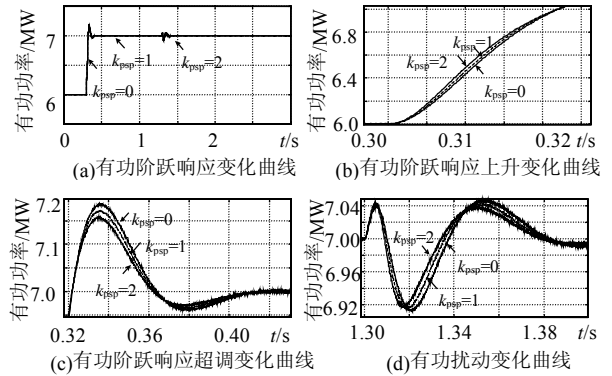 有功功率/MW
7
6
k_psp=1
k_psp=2
k_psp=0
0
1
2
t/s
(a)有功阶跃响应变化曲线
有功功率/MW
6.8
6.4
6.0
k_psp=1
k_psp=2
k_psp=0
0.30
0.31
0.32
t/s
(b)有功阶跃响应上升变化曲线
有功功率/MW
7.2
7.1
7.0
k_psp=0
k_psp=1
k_psp=2
0.32
0.36
0.40
t/s
(c)有功阶跃响应超调变化曲线
有功功率/MW
7.04
7.00
6.96
6.92
k_psp=2
k_psp=0
k_psp=1
1.30
1.34
1.38
t/s
(d)有功扰动变化曲线